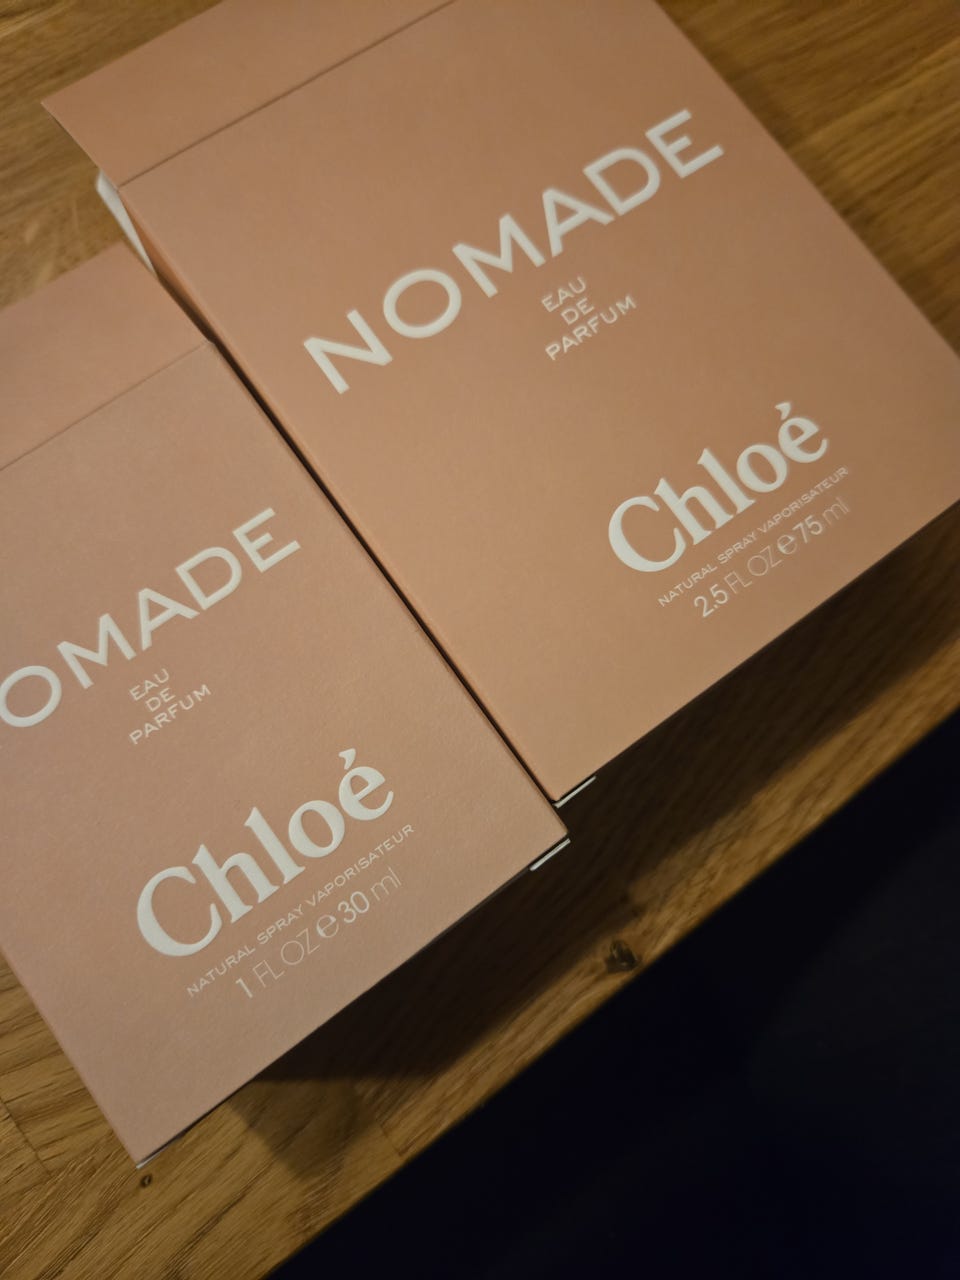 NOMADE
EAU
DE
PARFUM
Chloé
NATURAL SPRAY VAPORISATEUR
2.5 FL OZ e 75 ml
OMADE
EAU
DE
PARFUM
Chloé
NATURAL SPRAY VAPORISATEUR
1 FL OZ e 30 ml